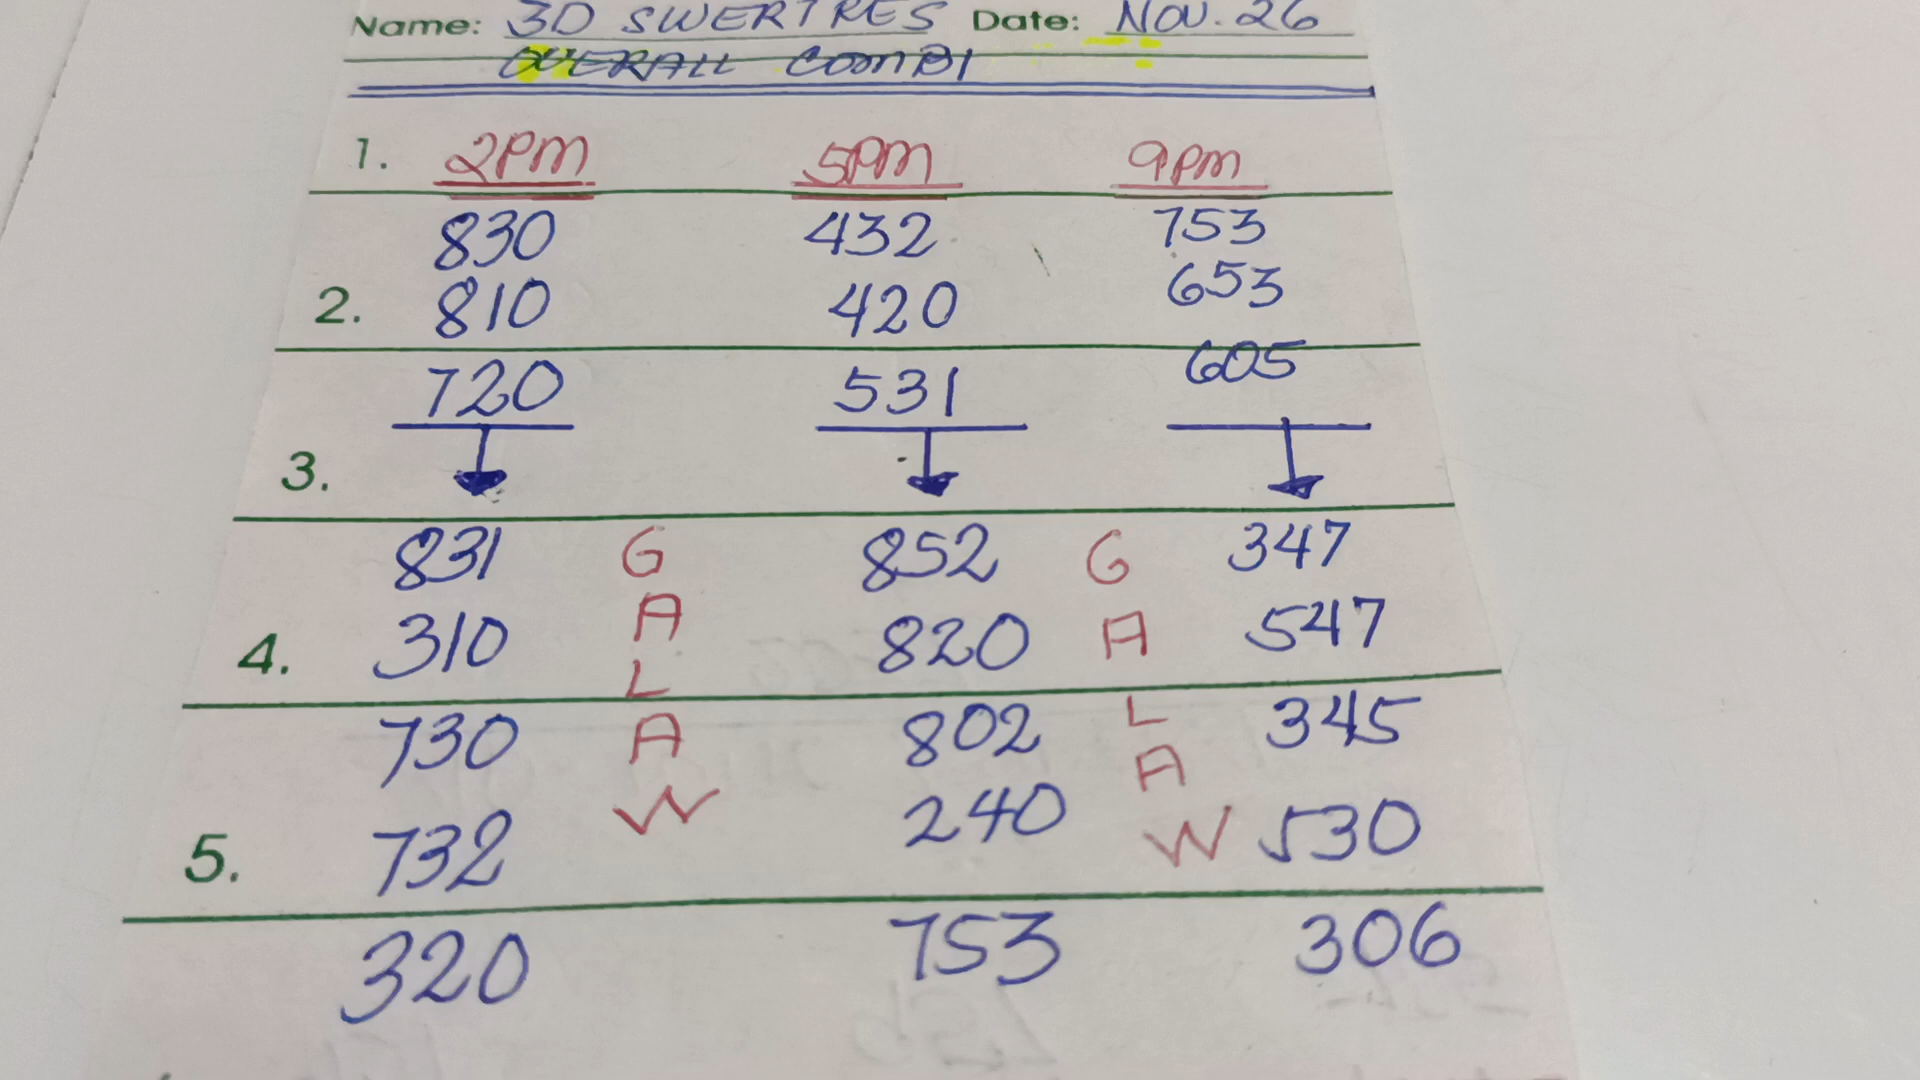 Name: 3D SWERTRES Date: NOV. 26
OVERALL COMBI
1. 2PM 5PM 9PM
830 432 753
2. 810 420 653
720 531 605
3.
831 G 852 G 347
4. 310 A 820 A 547
L
730 A 802 L 345
A
5. 732 W 240 W 530
320 753 306